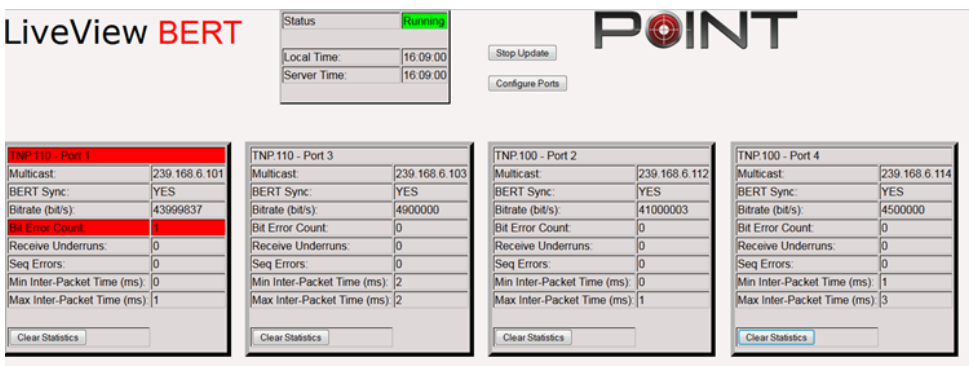 LiveView BERT
Status Running
Local Time: 16:09:00
Server Time: 16:09:00
Stop Update
Configure Ports
POINT
TNP.110 - Port 1
Multicast: 239.168.6.101
BERT Sync: YES
Bitrate (bit/s): 43999837
Bit Error Count: 1
Receive Underruns: 0
Seq Errors: 0
Min Inter-Packet Time (ms): 0
Max Inter-Packet Time (ms): 1
Clear Statistics
TNP.110 - Port 3
Multicast: 239.168.6.103
BERT Sync: YES
Bitrate (bit/s): 4900000
Bit Error Count: 0
Receive Underruns: 0
Seq Errors: 0
Min Inter-Packet Time (ms): 2
Max Inter-Packet Time (ms): 2
Clear Statistics
TNP.100 - Port 2
Multicast: 239.168.6.112
BERT Sync: YES
Bitrate (bit/s): 41000003
Bit Error Count: 0
Receive Underruns: 0
Seq Errors: 0
Min Inter-Packet Time (ms): 0
Max Inter-Packet Time (ms): 1
Clear Statistics
TNP.100 - Port 4
Multicast: 239.168.6.114
BERT Sync: YES
Bitrate (bit/s): 4500000
Bit Error Count: 0
Receive Underruns: 0
Seq Errors: 0
Min Inter-Packet Time (ms): 1
Max Inter-Packet Time (ms): 3
Clear Statistics